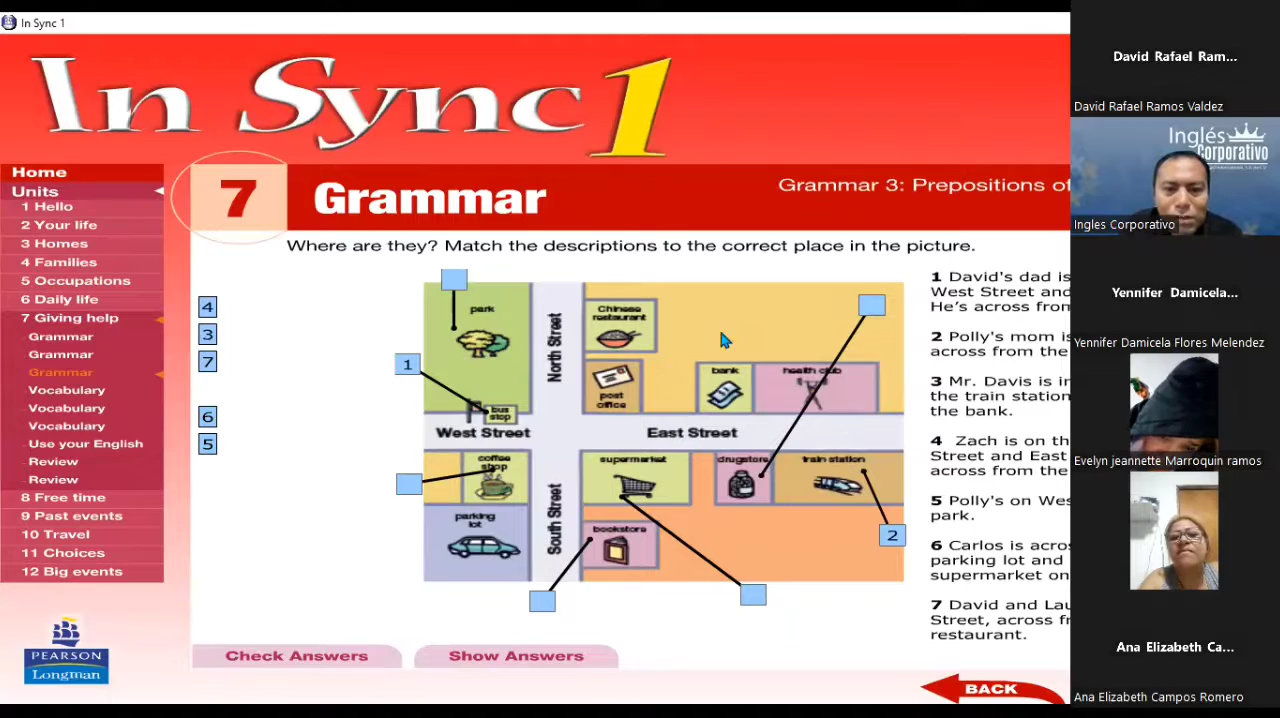 In Sync 1
In Sync 1
Home
Units
1 Hello
2 Your life
3 Homes
4 Families
5 Occupations
6 Daily life
7 Giving help
Grammar
Grammar
Grammar
Vocabulary
Vocabulary
Vocabulary
Use your English
Review
Review
8 Free time
9 Past events
10 Travel
11 Choices
12 Big events
PEARSON
Longman
7
Grammar
Grammar 3: Prepositions of
Where are they? Match the descriptions to the correct place in the picture.
4
3
7
6
5
park
Chinese
restaurant
North Street
1
post
office
bank
health club
bus
stop
West Street
East Street
coffee
shop
supermarket
drugstore
train station
parking
lot
South Street
bookstore
2
1 David's dad is
West Street and
He's across from
2 Polly's mom is
across from the
3 Mr. Davis is in
the train station
the bank.
4 Zach is on th
Street and East
across from the
5 Polly's on Wes
park.
6 Carlos is acro
parking lot and
supermarket on
7 David and Lau
Street, across fr
restaurant.
Check Answers
Show Answers
BACK
David Rafael Ram...
David Rafael Ramos Valdez
Inglés
Corporativo
Ingles Corporativo
Yennifer Damicela...
Yennifer Damicela Flores Melendez
Evelyn jeannette Marroquin ramos
Ana Elizabeth Ca...
Ana Elizabeth Campos Romero